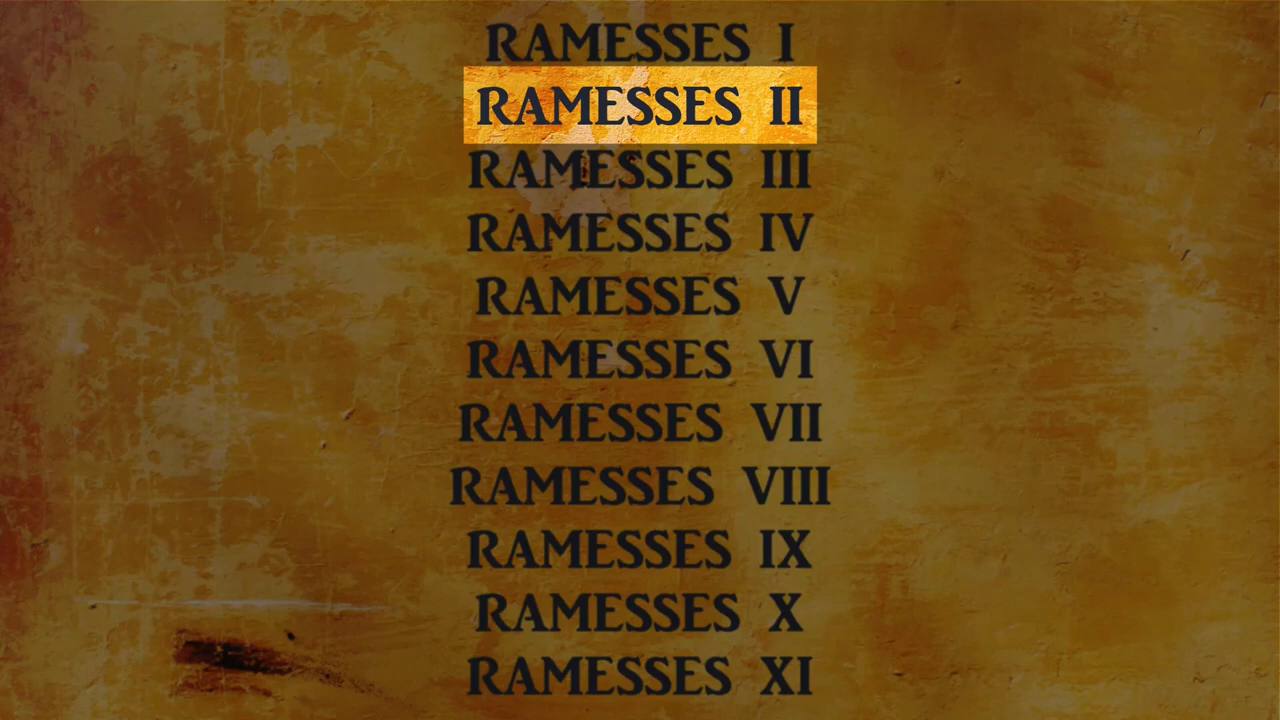 RAMESSES I
RAMESSES II
RAMESSES III
RAMESSES IV
RAMESSES V
RAMESSES VI
RAMESSES VII
RAMESSES VIII
RAMESSES IX
RAMESSES X
RAMESSES XI